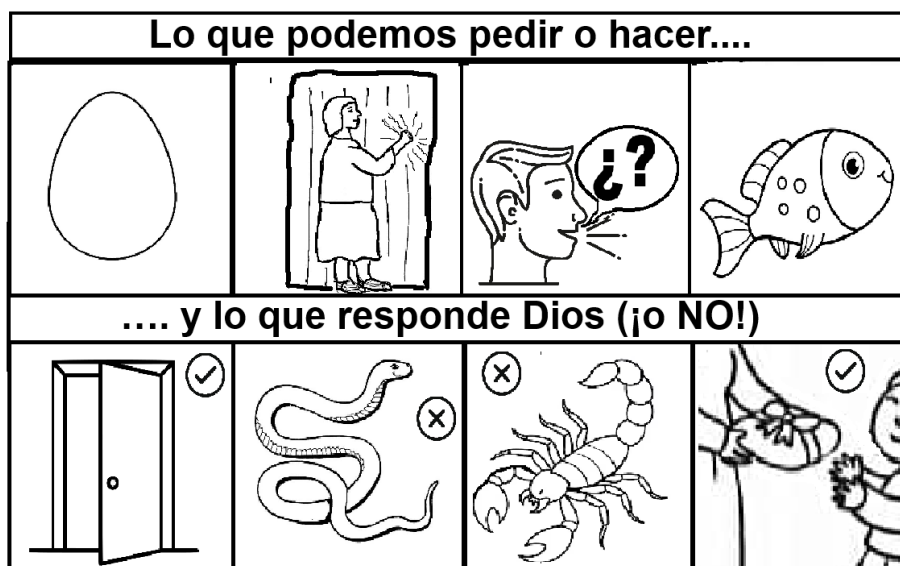 Lo que podemos pedir o hacer....
¿?
.... y lo que responde Dios (¡o NO!)